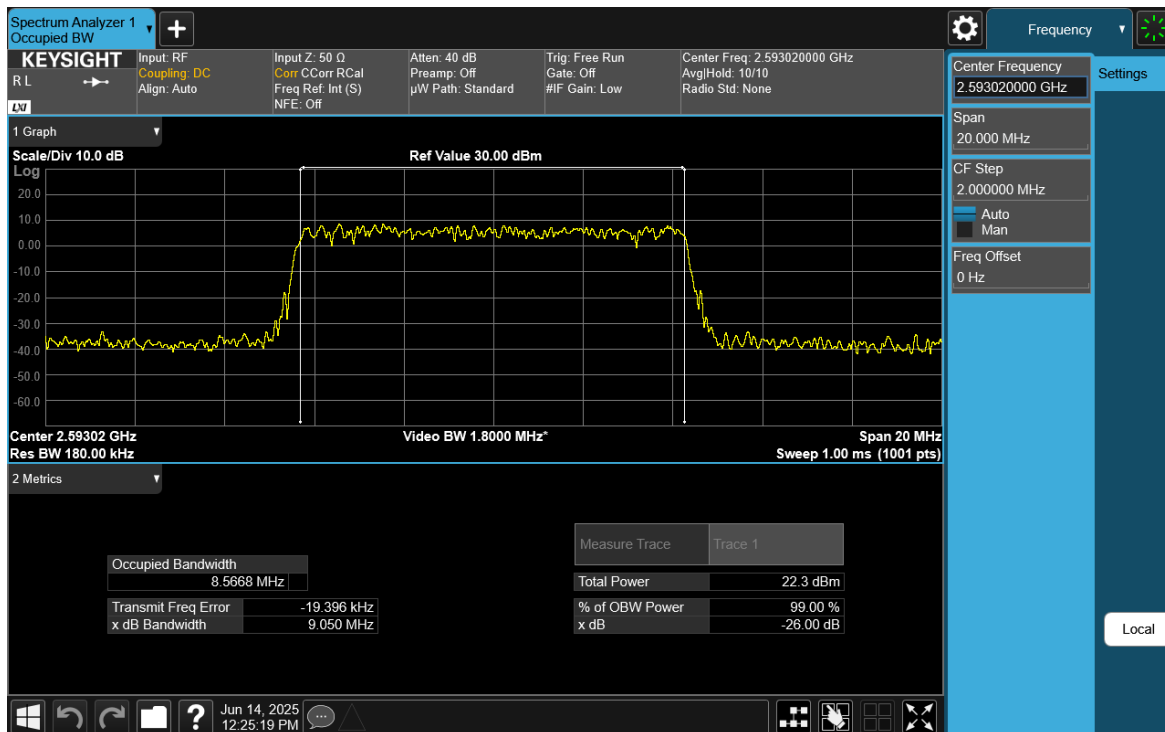 Spectrum Analyzer 1
Occupied BW
+
Frequency
KEYSIGHT
R L
LXI
Input: RF
Coupling: DC
Align: Auto
Input Z: 50 Ω
Corr CCorr RCal
Freq Ref: Int (S)
NFE: Off
Atten: 40 dB
Preamp: Off
µW Path: Standard
Trig: Free Run
Gate: Off
#IF Gain: Low
Center Freq: 2.593020000 GHz
Avg|Hold: 10/10
Radio Std: None
Center Frequency
2.593020000 GHz
Settings
Span
20.000 MHz
CF Step
2.000000 MHz
Auto
Man
Freq Offset
0 Hz
Local
1 Graph
Scale/Div 10.0 dB
Ref Value 30.00 dBm
Log
20.0
10.0
0.00
-10.0
-20.0
-30.0
-40.0
-50.0
-60.0
Center 2.59302 GHz
Video BW 1.8000 MHz*
Span 20 MHz
Res BW 180.00 kHz
Sweep 1.00 ms (1001 pts)
2 Metrics
Measure Trace
Trace 1
Occupied Bandwidth
8.5668 MHz
Total Power
22.3 dBm
Transmit Freq Error
-19.396 kHz
% of OBW Power
99.00 %
x dB Bandwidth
9.050 MHz
x dB
-26.00 dB
?
Jun 14, 2025
12:25:19 PM